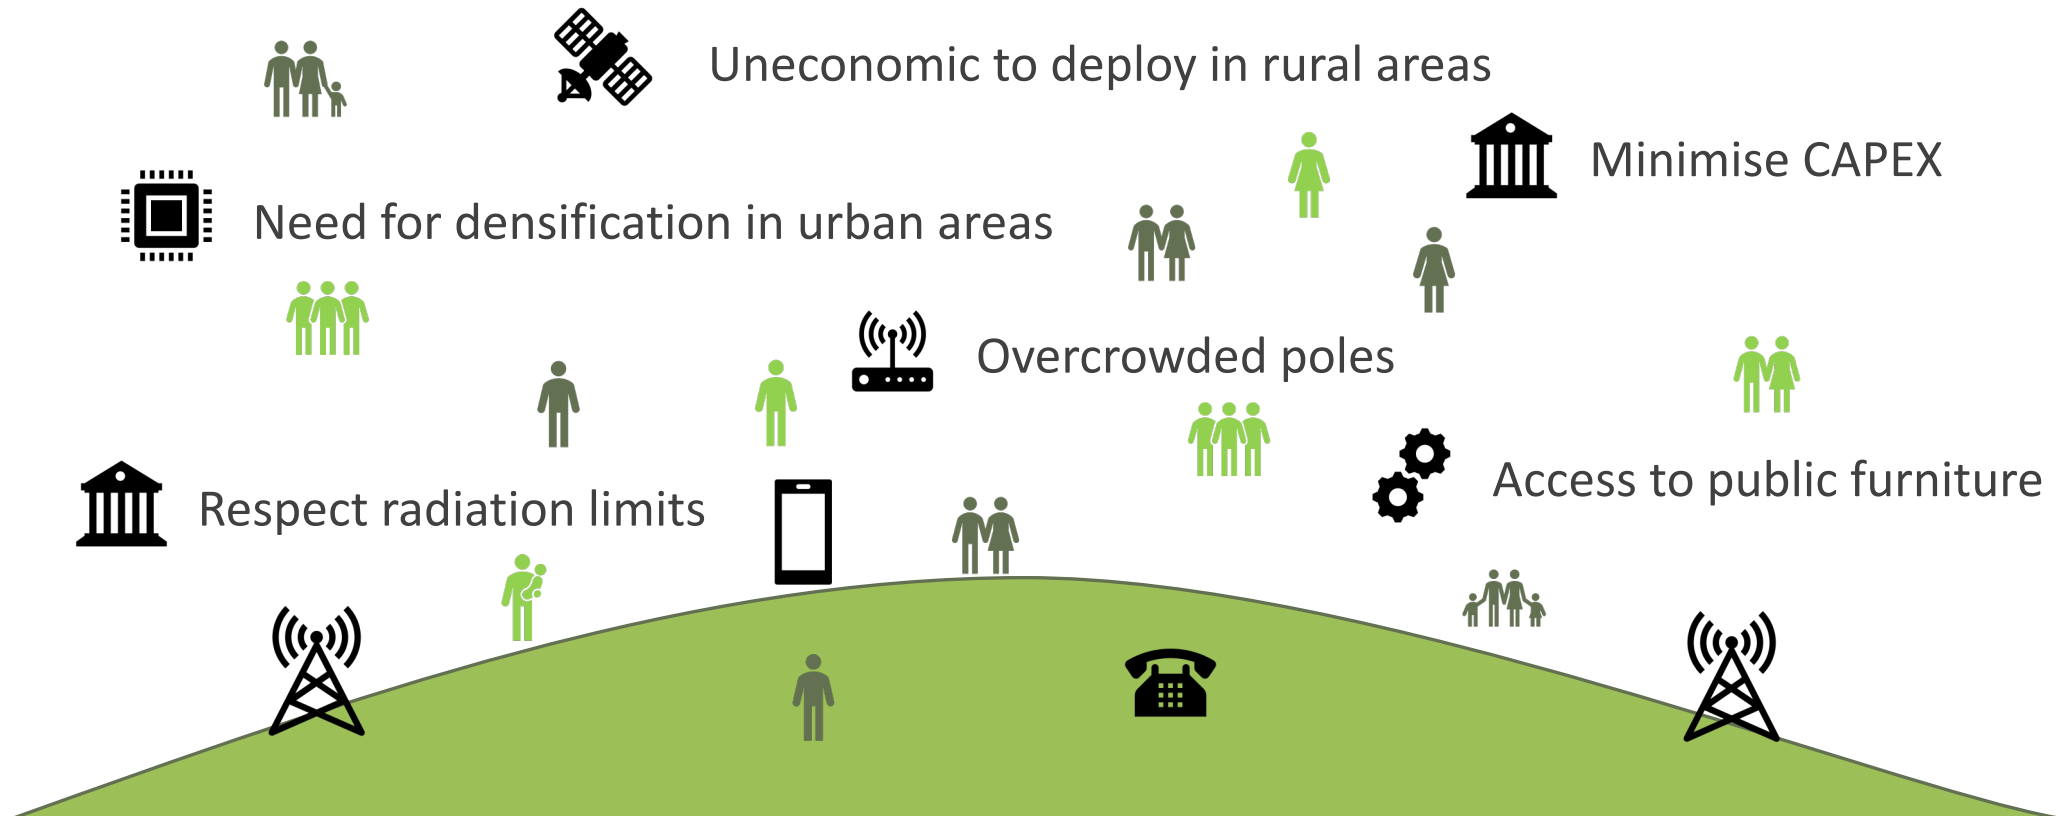 Uneconomic to deploy in rural areas
Minimise CAPEX
Need for densification in urban areas
Overcrowded poles
Access to public furniture
Respect radiation limits